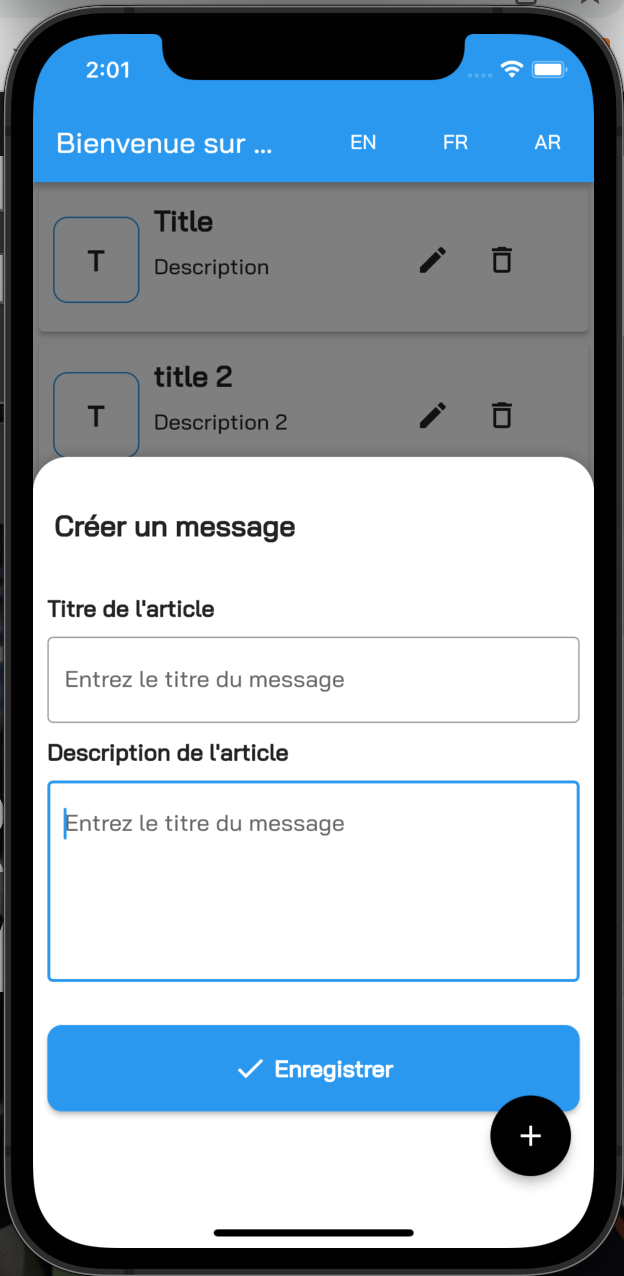 2:01
Bienvenue sur ... EN FR AR
T Title
Description
T title 2
Description 2
Créer un message
Titre de l'article
Entrez le titre du message
Description de l'article
Entrez le titre du message
Enregistrer